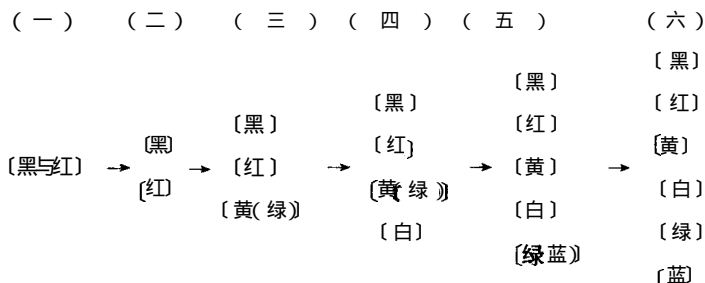 (一) (二) (三) (四) (五) (六)
〔黑与红〕 → 〔黑〕 〔红〕 → 〔黑〕 〔红〕 〔黄(绿)〕 → 〔黑〕 〔红〕 〔黄(绿)〕 〔白〕 → 〔黑〕 〔红〕 〔黄〕 〔白〕 〔绿(蓝)〕 → 〔黑〕 〔红〕 〔黄〕 〔白〕 〔绿〕 〔蓝〕